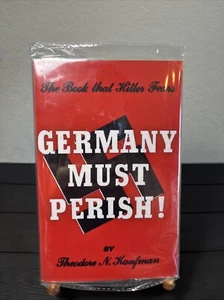 The Book that Hitler Fears
GERMANY
MUST
PERISH!
BY
Theodore N. Kaufman